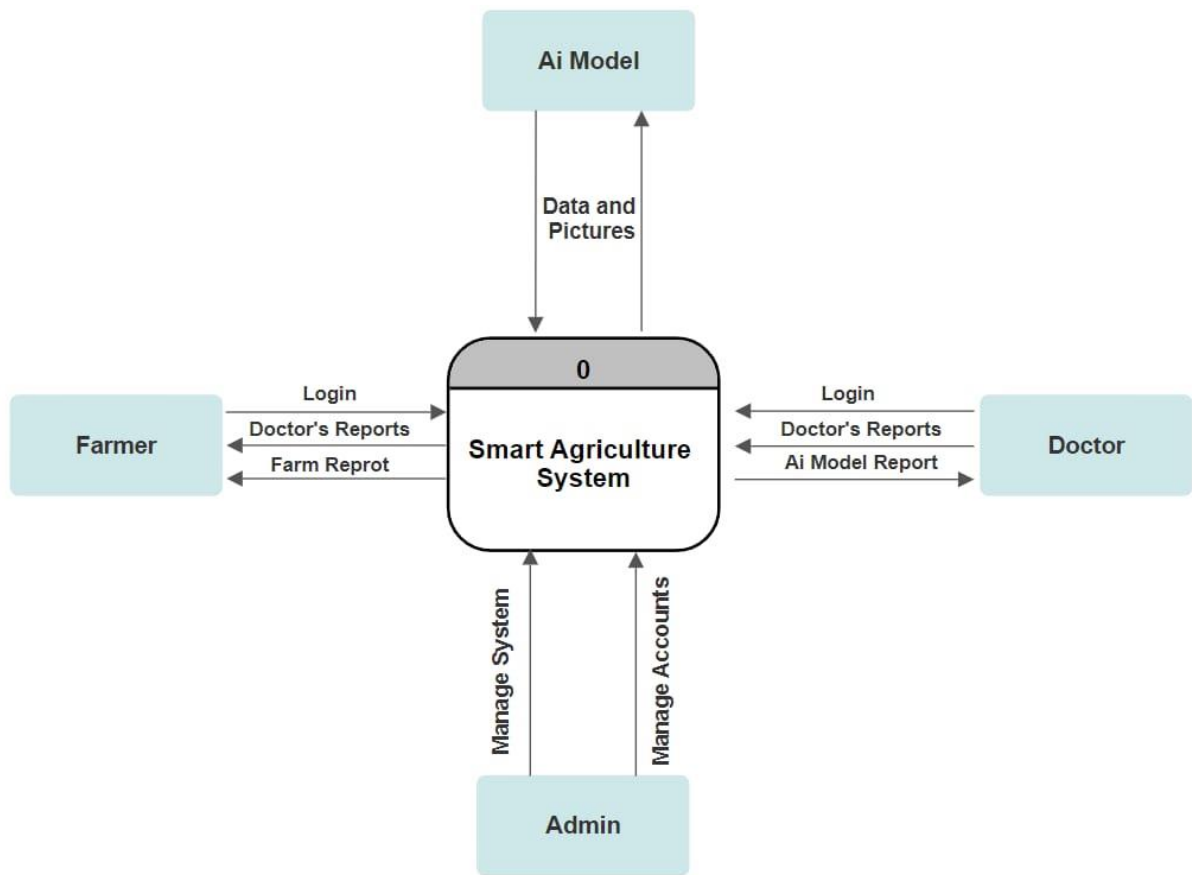 Ai Model
Data and
Pictures
0
Smart Agriculture
System
Farmer
Login
Doctor's Reports
Farm Reprot
Login
Doctor's Reports
Ai Model Report
Doctor
Manage System
Manage Accounts
Admin